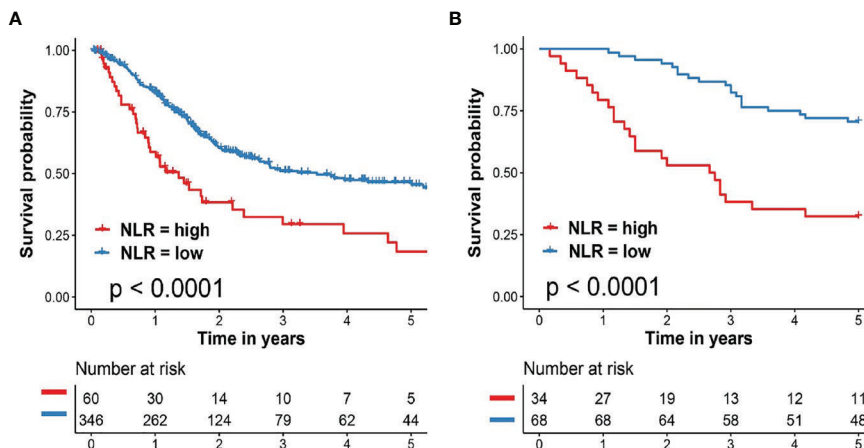 A
Survival probability
1.00
0.75
0.50
0.25
0.00
NLR = high
NLR = low
p < 0.0001
0 1 2 3 4 5
Time in years
Number at risk
60 30 14 10 7 5
346 262 124 79 62 44
0 1 2 3 4 5
B
Survival probability
1.00
0.75
0.50
0.25
0.00
NLR = high
NLR = low
p < 0.0001
0 1 2 3 4 5
Time in years
Number at risk
34 27 19 13 12 11
68 68 64 58 51 48
0 1 2 3 4 5